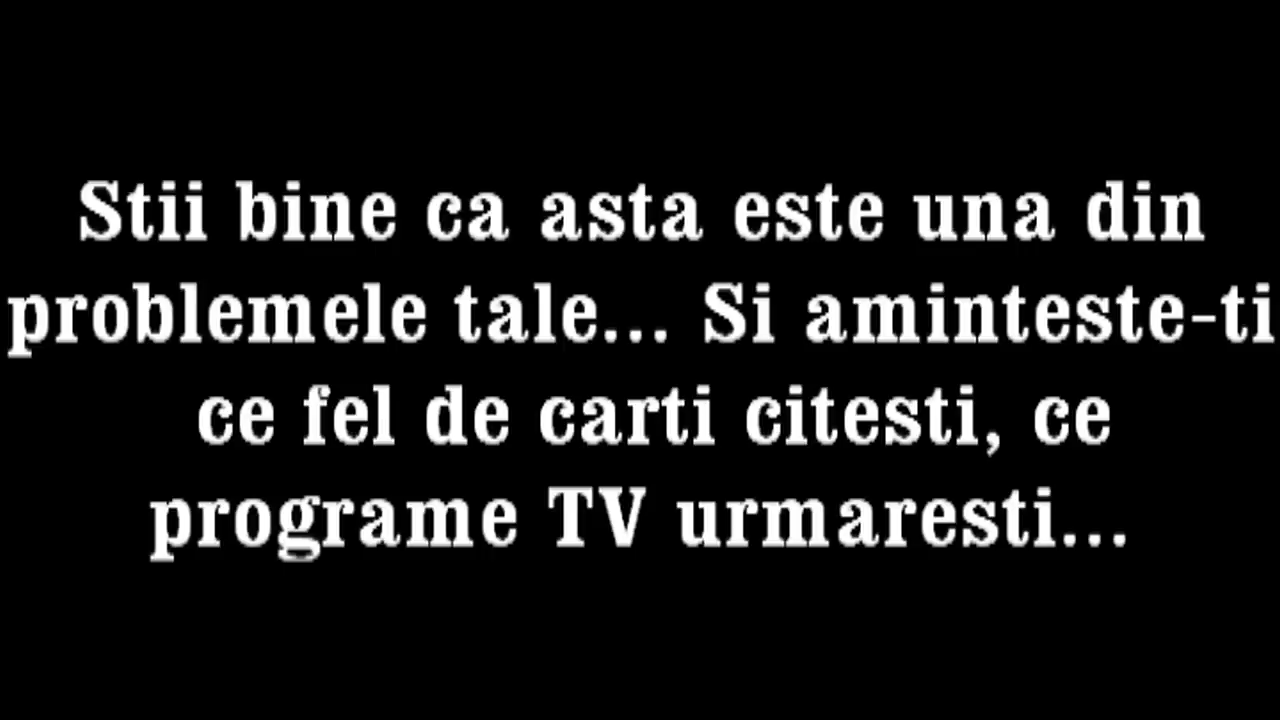 Stii bine ca asta este una din
problemele tale... Si aminteste-ti
ce fel de carti citesti, ce
programe TV urmaresti...